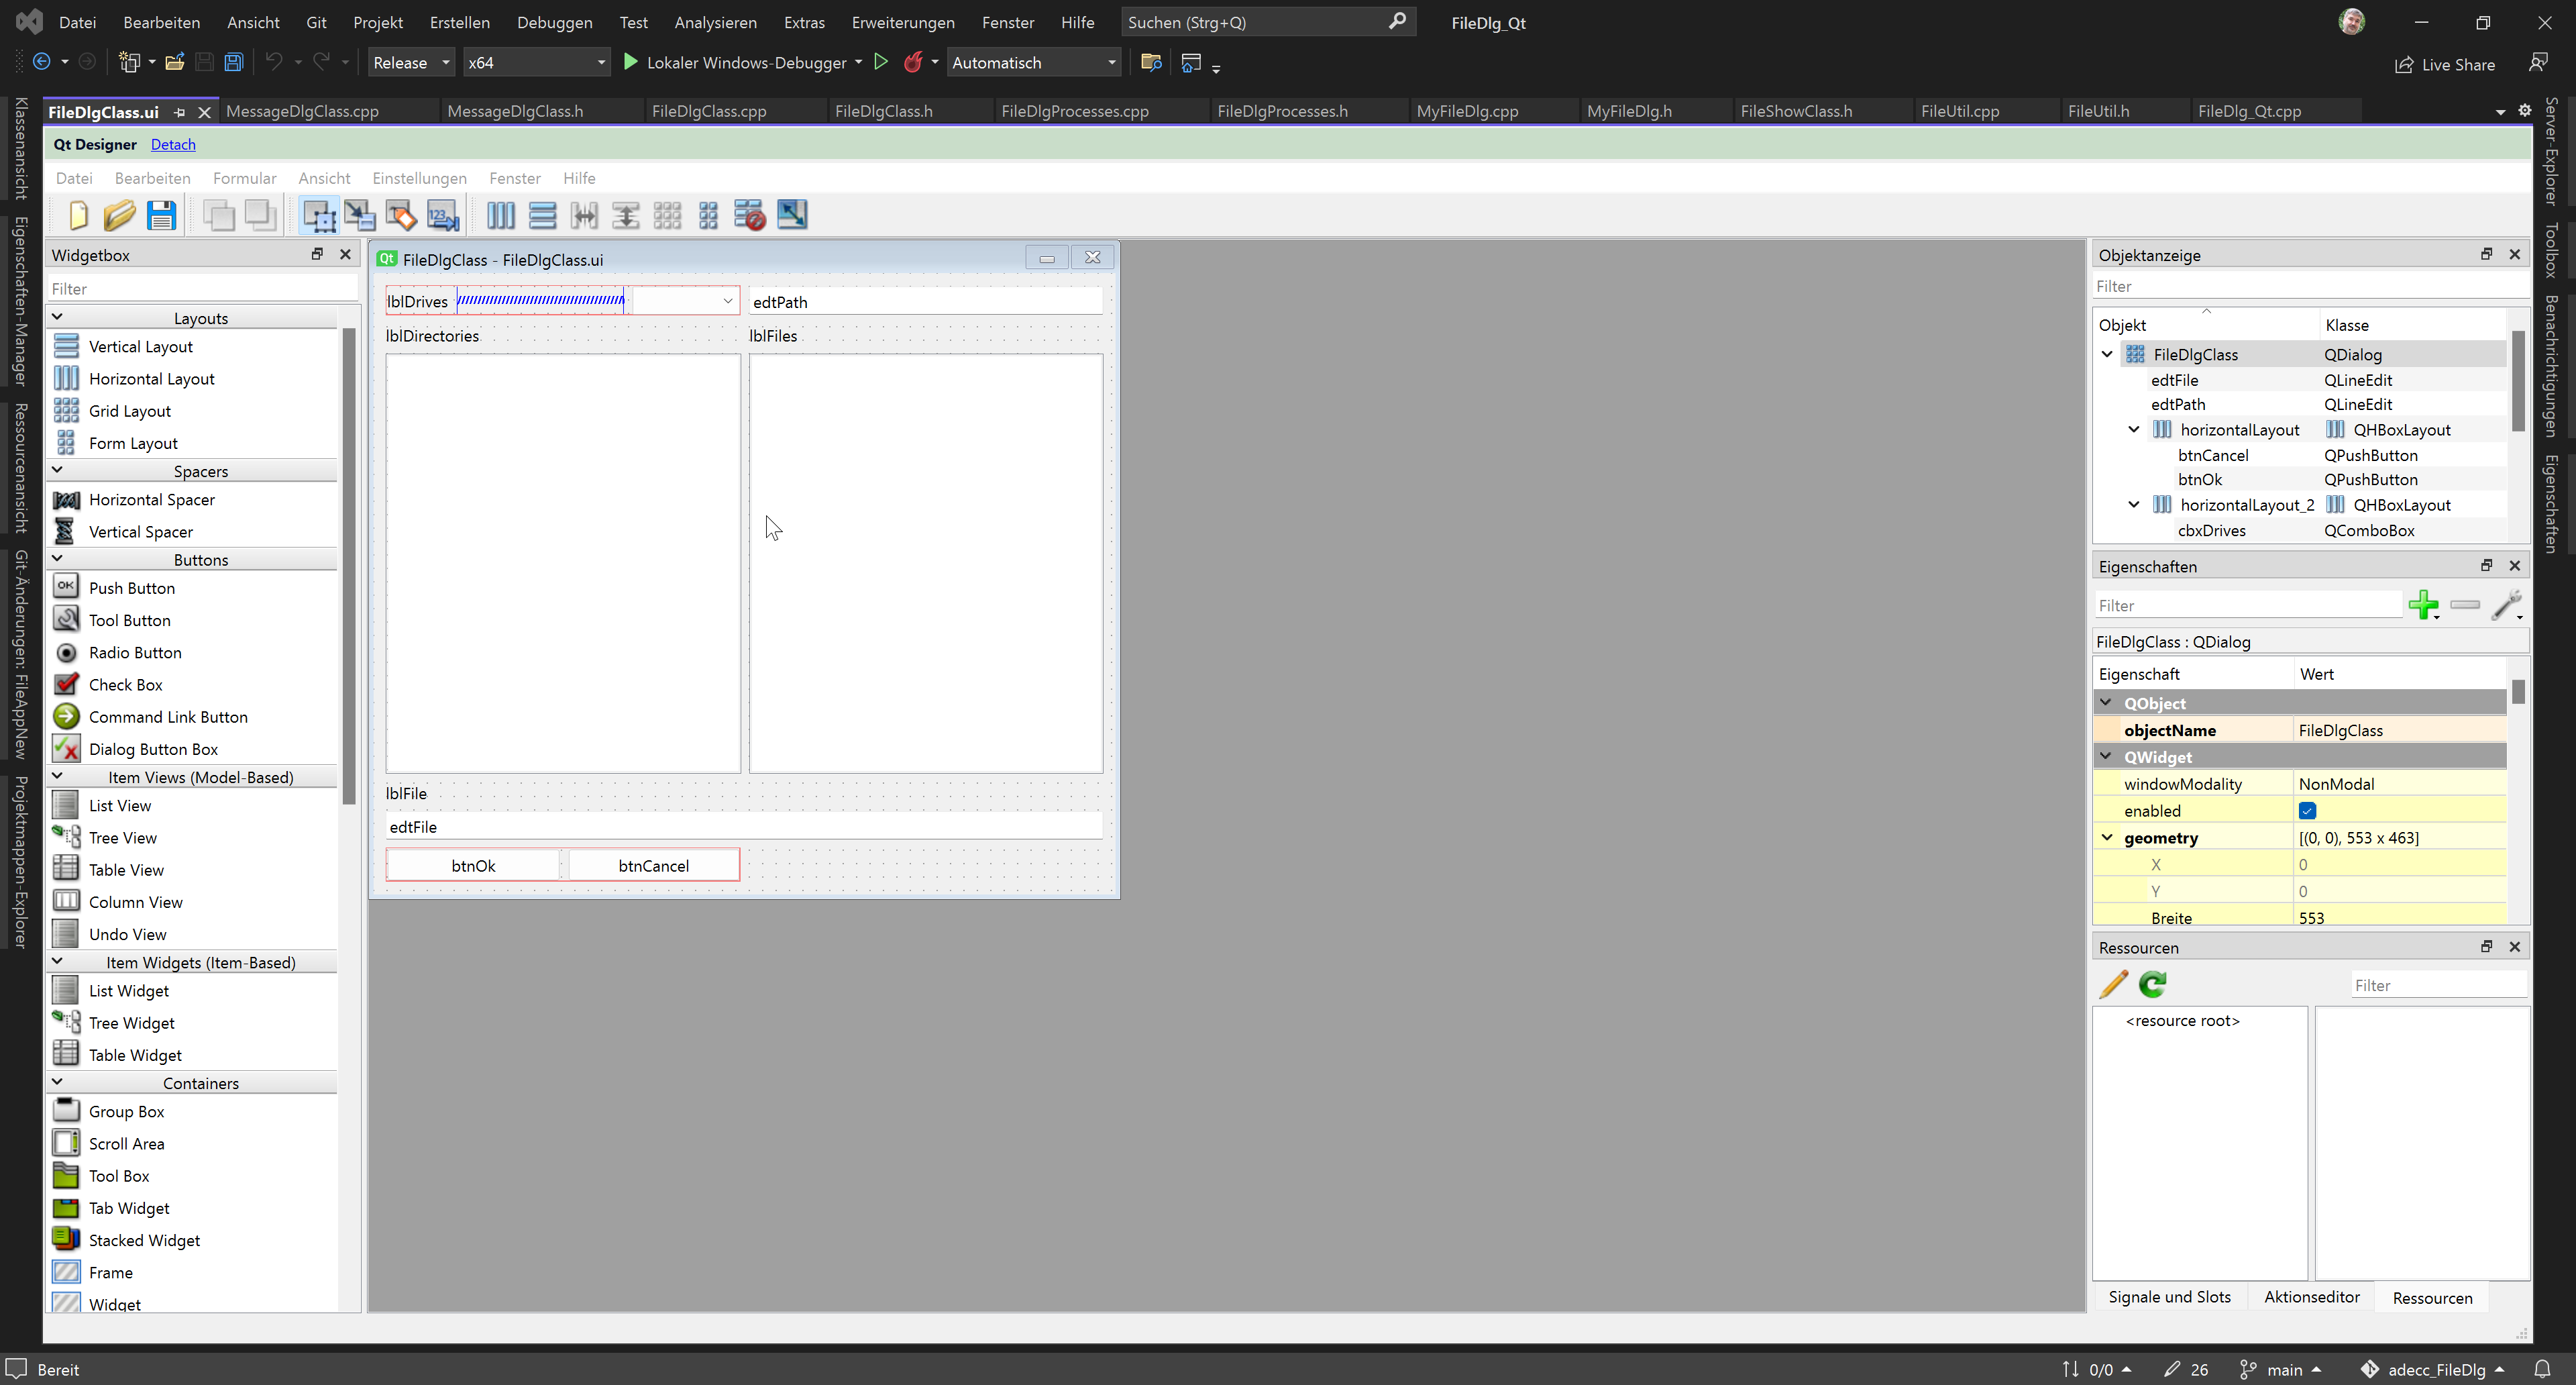 Datei Bearbeiten Ansicht Git Projekt Erstellen Debuggen Test Analysieren Extras Erweiterungen Fenster Hilfe Suchen (Strg+Q) FileDlg_Qt
Release x64 Lokaler Windows-Debugger Automatisch Live Share
FileDlgClass.ui MessageDlgClass.cpp MessageDlgClass.h FileDlgClass.cpp FileDlgClass.h FileDlgProcesses.cpp FileDlgProcesses.h MyFileDlg.cpp MyFileDlg.h FileShowClass.h FileUtil.cpp FileUtil.h FileDlg_Qt.cpp
Klassenansicht
Eigenschaften-Manager
Ressourcenansicht
Git-Änderungen: FileAppNew
Projektmappen-Explorer
Qt Designer Detach
Datei Bearbeiten Formular Ansicht Einstellungen Fenster Hilfe
123
Widgetbox
Filter
Layouts
Vertical Layout
Horizontal Layout
Grid Layout
Form Layout
Spacers
Horizontal Spacer
Vertical Spacer
Buttons
OK Push Button
Tool Button
Radio Button
Check Box
Command Link Button
Dialog Button Box
Item Views (Model-Based)
List View
Tree View
Table View
Column View
Undo View
Item Widgets (Item-Based)
List Widget
Tree Widget
Table Widget
Containers
Group Box
Scroll Area
Tool Box
Tab Widget
Stacked Widget
Frame
Widget
Qt FileDlgClass - FileDlgClass.ui
lblDrives edtPath
lblDirectories lblFiles
lblFile
edtFile
btnOk btnCancel
Objektanzeige
Filter
Objekt Klasse
FileDlgClass QDialog
edtFile QLineEdit
edtPath QLineEdit
horizontalLayout QHBoxLayout
btnCancel QPushButton
btnOk QPushButton
horizontalLayout_2 QHBoxLayout
cbxDrives QComboBox
Eigenschaften
Filter
FileDlgClass : QDialog
Eigenschaft Wert
QObject
objectName FileDlgClass
QWidget
windowModality NonModal
enabled
geometry [(0, 0), 553 x 463]
X 0
Y 0
Breite 553
Ressourcen
Filter
<resource root>
Signale und Slots Aktionseditor Ressourcen
Server-Explorer
Toolbox
Benachrichtigungen
Eigenschaften
Bereit 0/0 26 main adecc_FileDlg